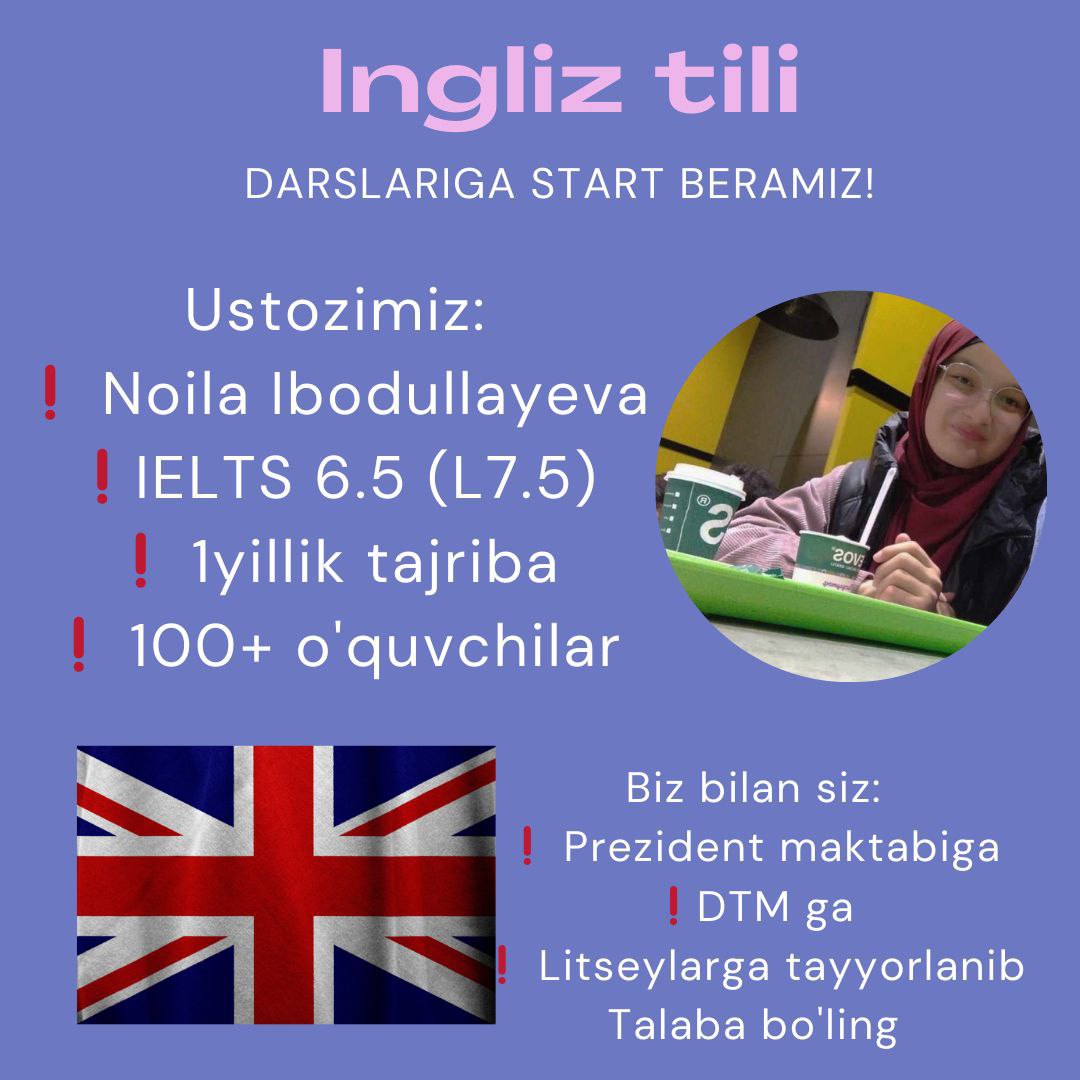 Ingliz tili
DARSLARIGA START BERAMIZ!
Ustozimiz:
❗ Noila Ibodullayeva
❗IELTS 6.5 (L7.5)
❗ 1yillik tajriba
❗ 100+ o'quvchilar
Biz bilan siz:
❗ Prezident maktabiga
❗DTM ga
❗ Litseylarga tayyorlanib
Talaba bo'ling